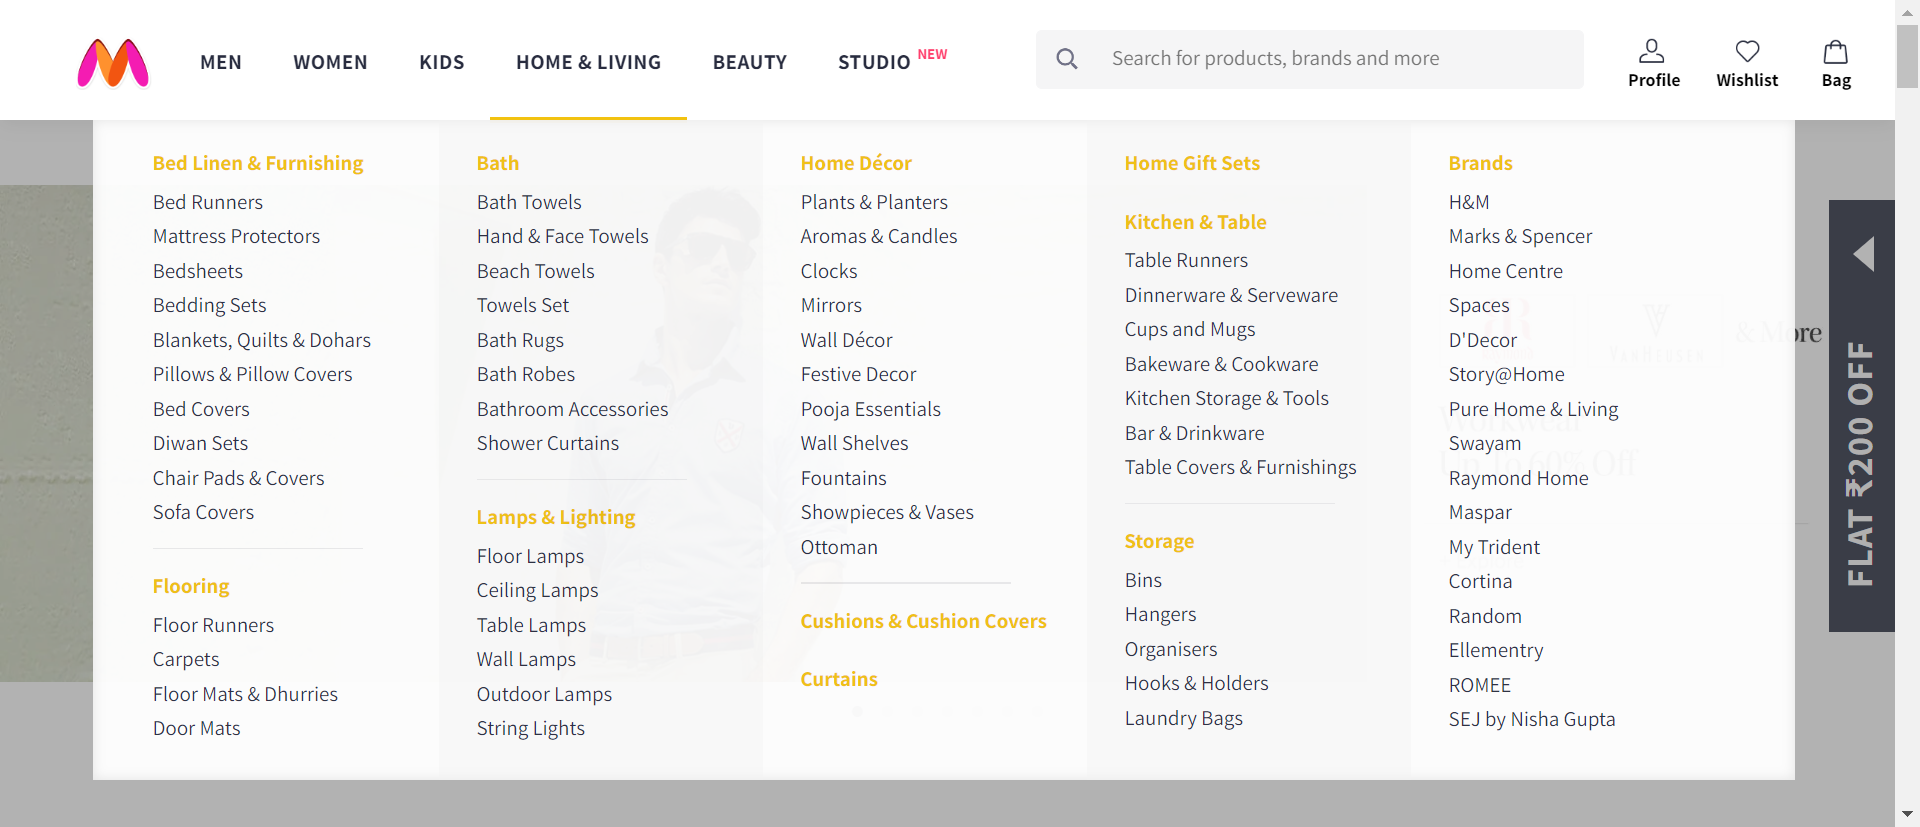 MEN
WOMEN
KIDS
HOME & LIVING
BEAUTY
STUDIO NEW
Search for products, brands and more
Profile
Wishlist
Bag
Bed Linen & Furnishing
Bed Runners
Mattress Protectors
Bedsheets
Bedding Sets
Blankets, Quilts & Dohars
Pillows & Pillow Covers
Bed Covers
Diwan Sets
Chair Pads & Covers
Sofa Covers
Flooring
Floor Runners
Carpets
Floor Mats & Dhurries
Door Mats
Bath
Bath Towels
Hand & Face Towels
Beach Towels
Towels Set
Bath Rugs
Bath Robes
Bathroom Accessories
Shower Curtains
Lamps & Lighting
Floor Lamps
Ceiling Lamps
Table Lamps
Wall Lamps
Outdoor Lamps
String Lights
Home Décor
Plants & Planters
Aromas & Candles
Clocks
Mirrors
Wall Décor
Festive Decor
Pooja Essentials
Wall Shelves
Fountains
Showpieces & Vases
Ottoman
Cushions & Cushion Covers
Curtains
Home Gift Sets
Kitchen & Table
Table Runners
Dinnerware & Serveware
Cups and Mugs
Bakeware & Cookware
Kitchen Storage & Tools
Bar & Drinkware
Table Covers & Furnishings
Storage
Bins
Hangers
Organisers
Hooks & Holders
Laundry Bags
Brands
H&M
Marks & Spencer
Home Centre
Spaces
D'Decor
Story@Home
Pure Home & Living
Swayam
Raymond Home
Maspar
My Trident
Cortina
Random
Ellementry
ROMEE
SEJ by Nisha Gupta
& More
VAN HEUSEN
Workwear
Up To 60% Off
FLAT ₹200 OFF